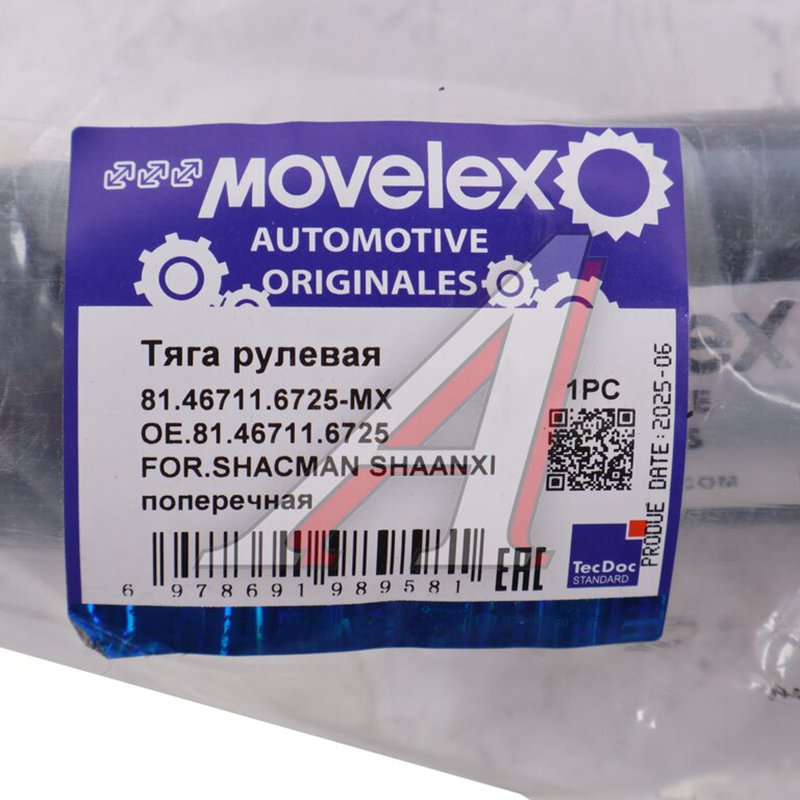 MOVelex
AUTOMOTIVE
ORIGINALES
Тяга рулевая
81.46711.6725-MX
1PC
OE.81.46711.6725
FOR.SHACMAN SHAANXI
поперечная
6 978691 989581
EAC
TecDoc
STANDARD
PRODUE DATE:2025-06